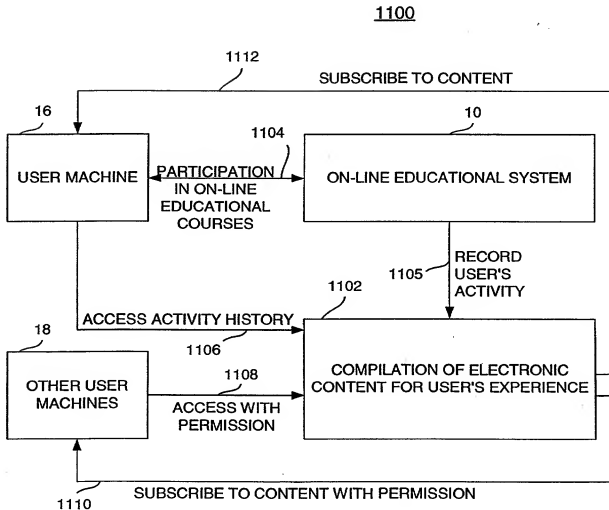 1100
1112
SUBSCRIBE TO CONTENT
16
10
1104
USER MACHINE
PARTICIPATION
IN ON-LINE
EDUCATIONAL
COURSES
ON-LINE EDUCATIONAL SYSTEM
1105
RECORD
USER'S
ACTIVITY
1102
ACCESS ACTIVITY HISTORY
1106
18
1108
OTHER USER
MACHINES
ACCESS WITH
PERMISSION
COMPILATION OF ELECTRONIC
CONTENT FOR USER'S EXPERIENCE
1110
SUBSCRIBE TO CONTENT WITH PERMISSION